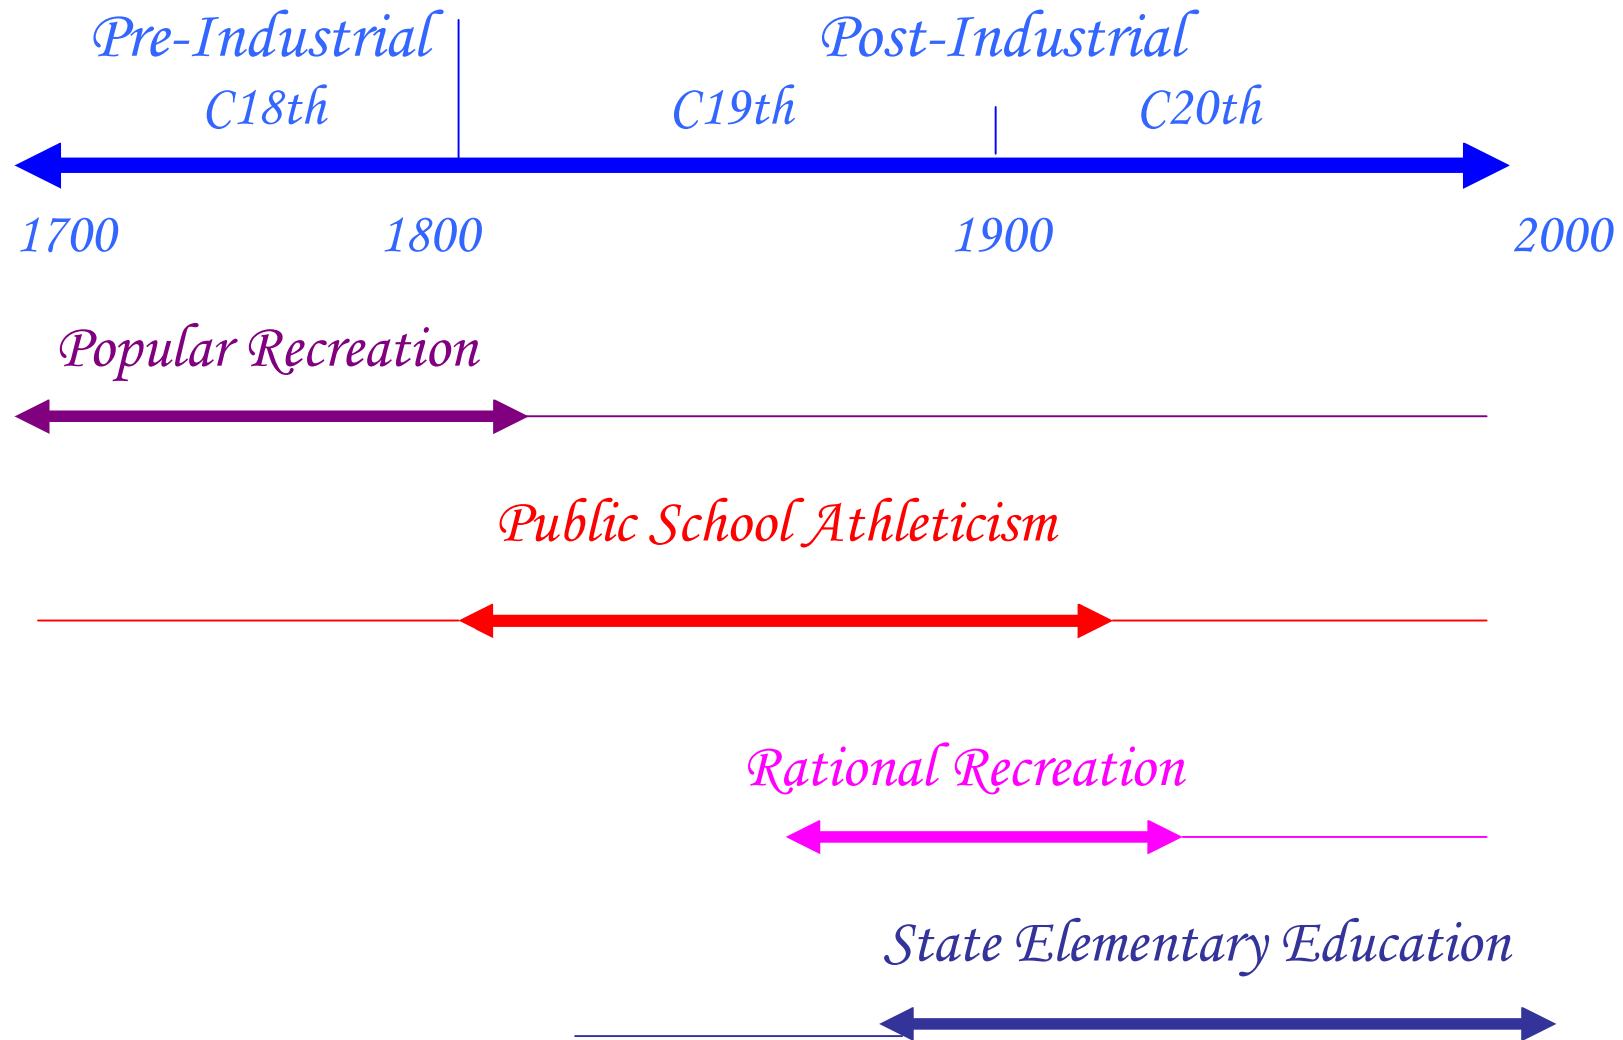 Pre-Industrial Post-Industrial
C18th C19th C20th
1700 1800 1900 2000
Popular Recreation
Public School Athleticism
Rational Recreation
State Elementary Education